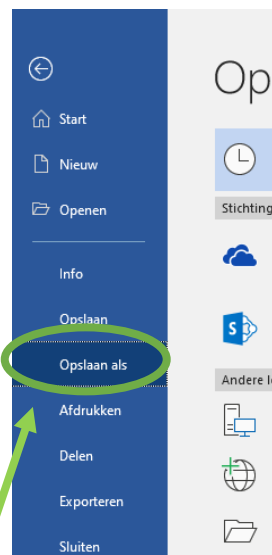 Start
Nieuw
Openen
Info
Opslaan
Opslaan als
Afdrukken
Delen
Exporteren
Sluiten
Op
Stichting
S
Andere l